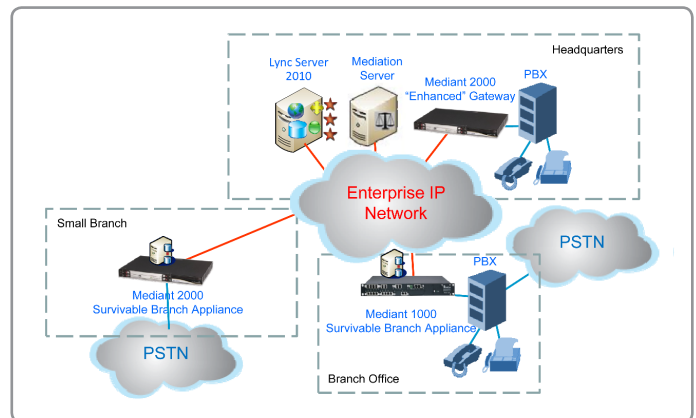 Headquarters
Lync Server
2010
Mediation
Server
Mediant 2000
“Enhanced” Gateway
PBX
Enterprise IP
Network
Small Branch
Mediant 2000
Survivable Branch Appliance
PSTN
PSTN
PBX
Mediant 1000
Survivable Branch Appliance
Branch Office